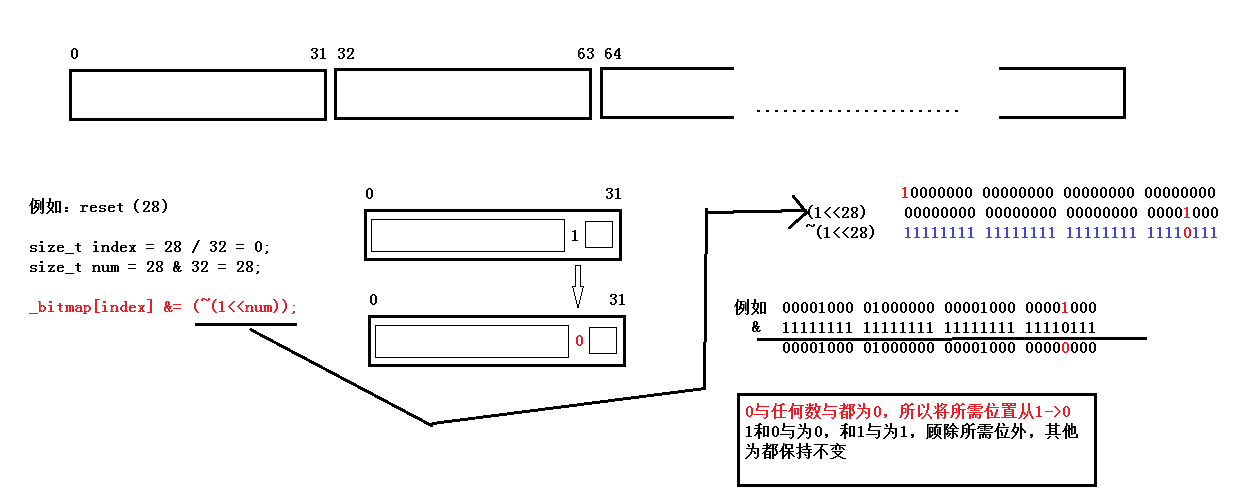 0 31 32 63 64
......................
例如：reset（28）
size_t index = 28 / 32 = 0;
size_t num = 28 & 32 = 28;
_bitmap[index] &= (~(1<<num));
0 31
1
0 31
0
10000000 00000000 00000000 00000000
(1<<28) 00000000 00000000 00000000 00001000
~(1<<28) 11111111 11111111 11111111 11110111
例如 00001000 01000000 00001000 00001000
& 11111111 11111111 11111111 11110111
00001000 01000000 00001000 00000000
0与任何数与都为0，所以将所需位置从1->0
1和0与为0，和1与为1，顾除所需位外，其他
为都保持不变